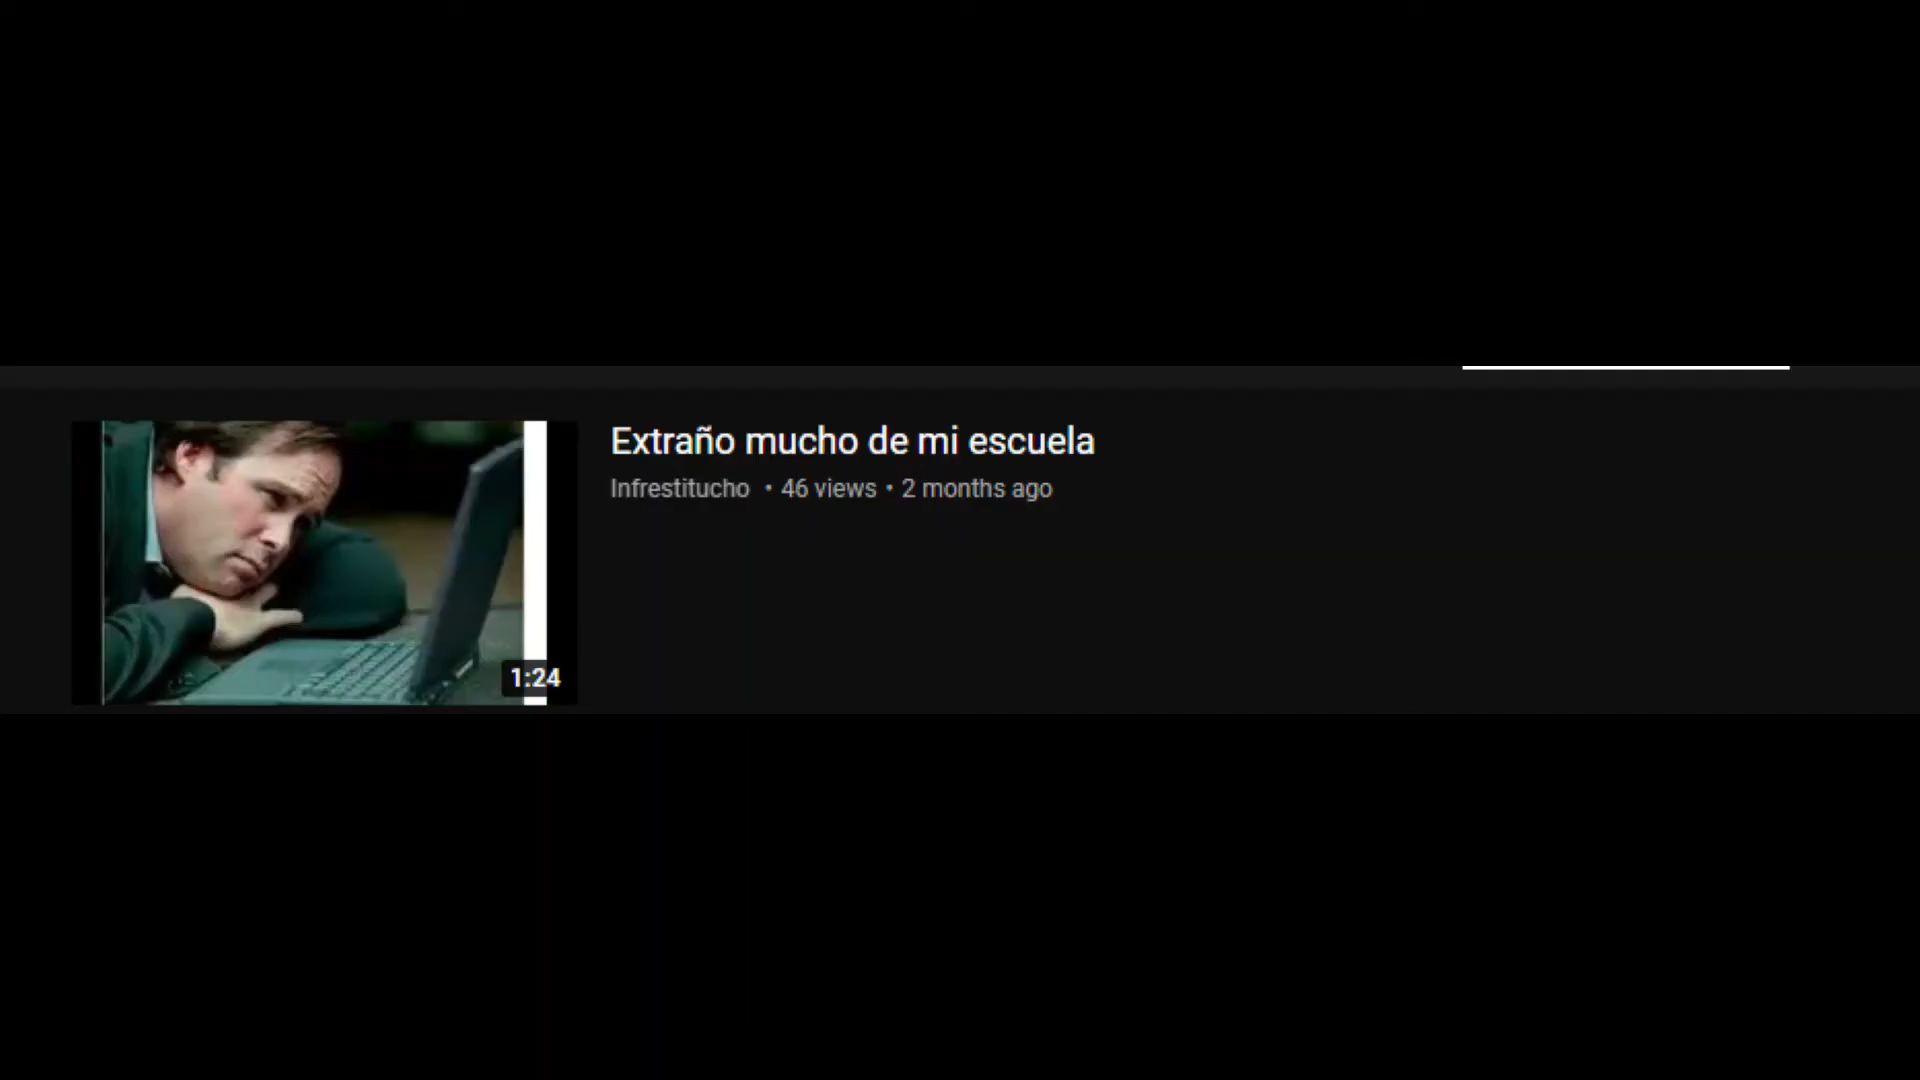 Extraño mucho de mi escuela
Infrestitucho • 46 views • 2 months ago
1:24